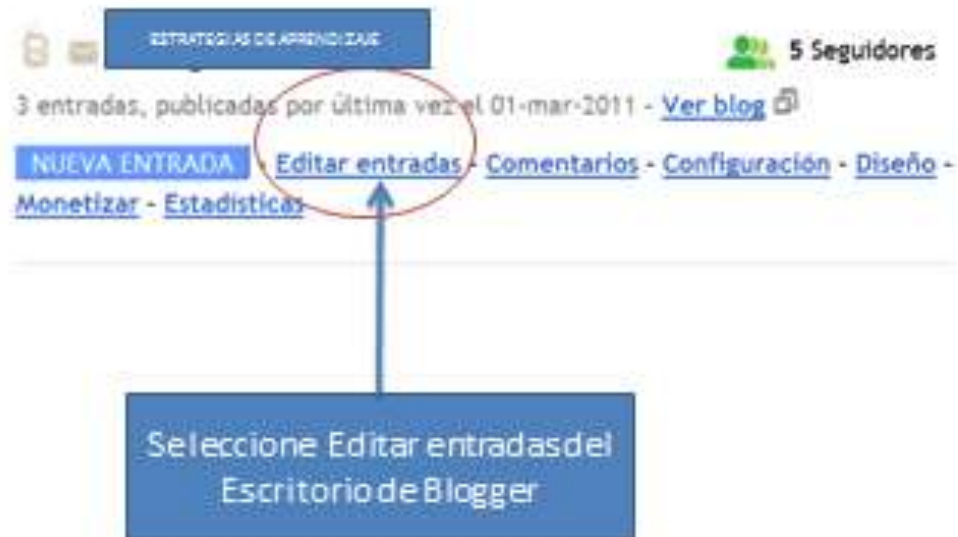 ESTRATEGIAS DE APRENDIZAJE
5 Seguidores
3 entradas, publicadas por última vez el 01-mar-2011 - Ver blog
NUEVA ENTRADA - Editar entradas - Comentarios - Configuración - Diseño -
Monetizar - Estadísticas
Seleccione Editar entradas del
Escritorio de Blogger